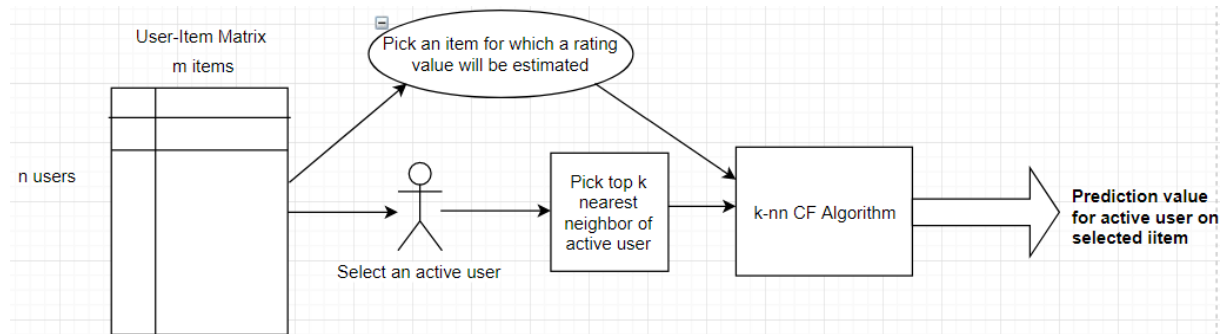 User-Item Matrix
m items
n users
Pick an item for which a rating
value will be estimated
Select an active user
Pick top k
nearest
neighbor of
active user
k-nn CF Algorithm
Prediction value
for active user on
selected iitem